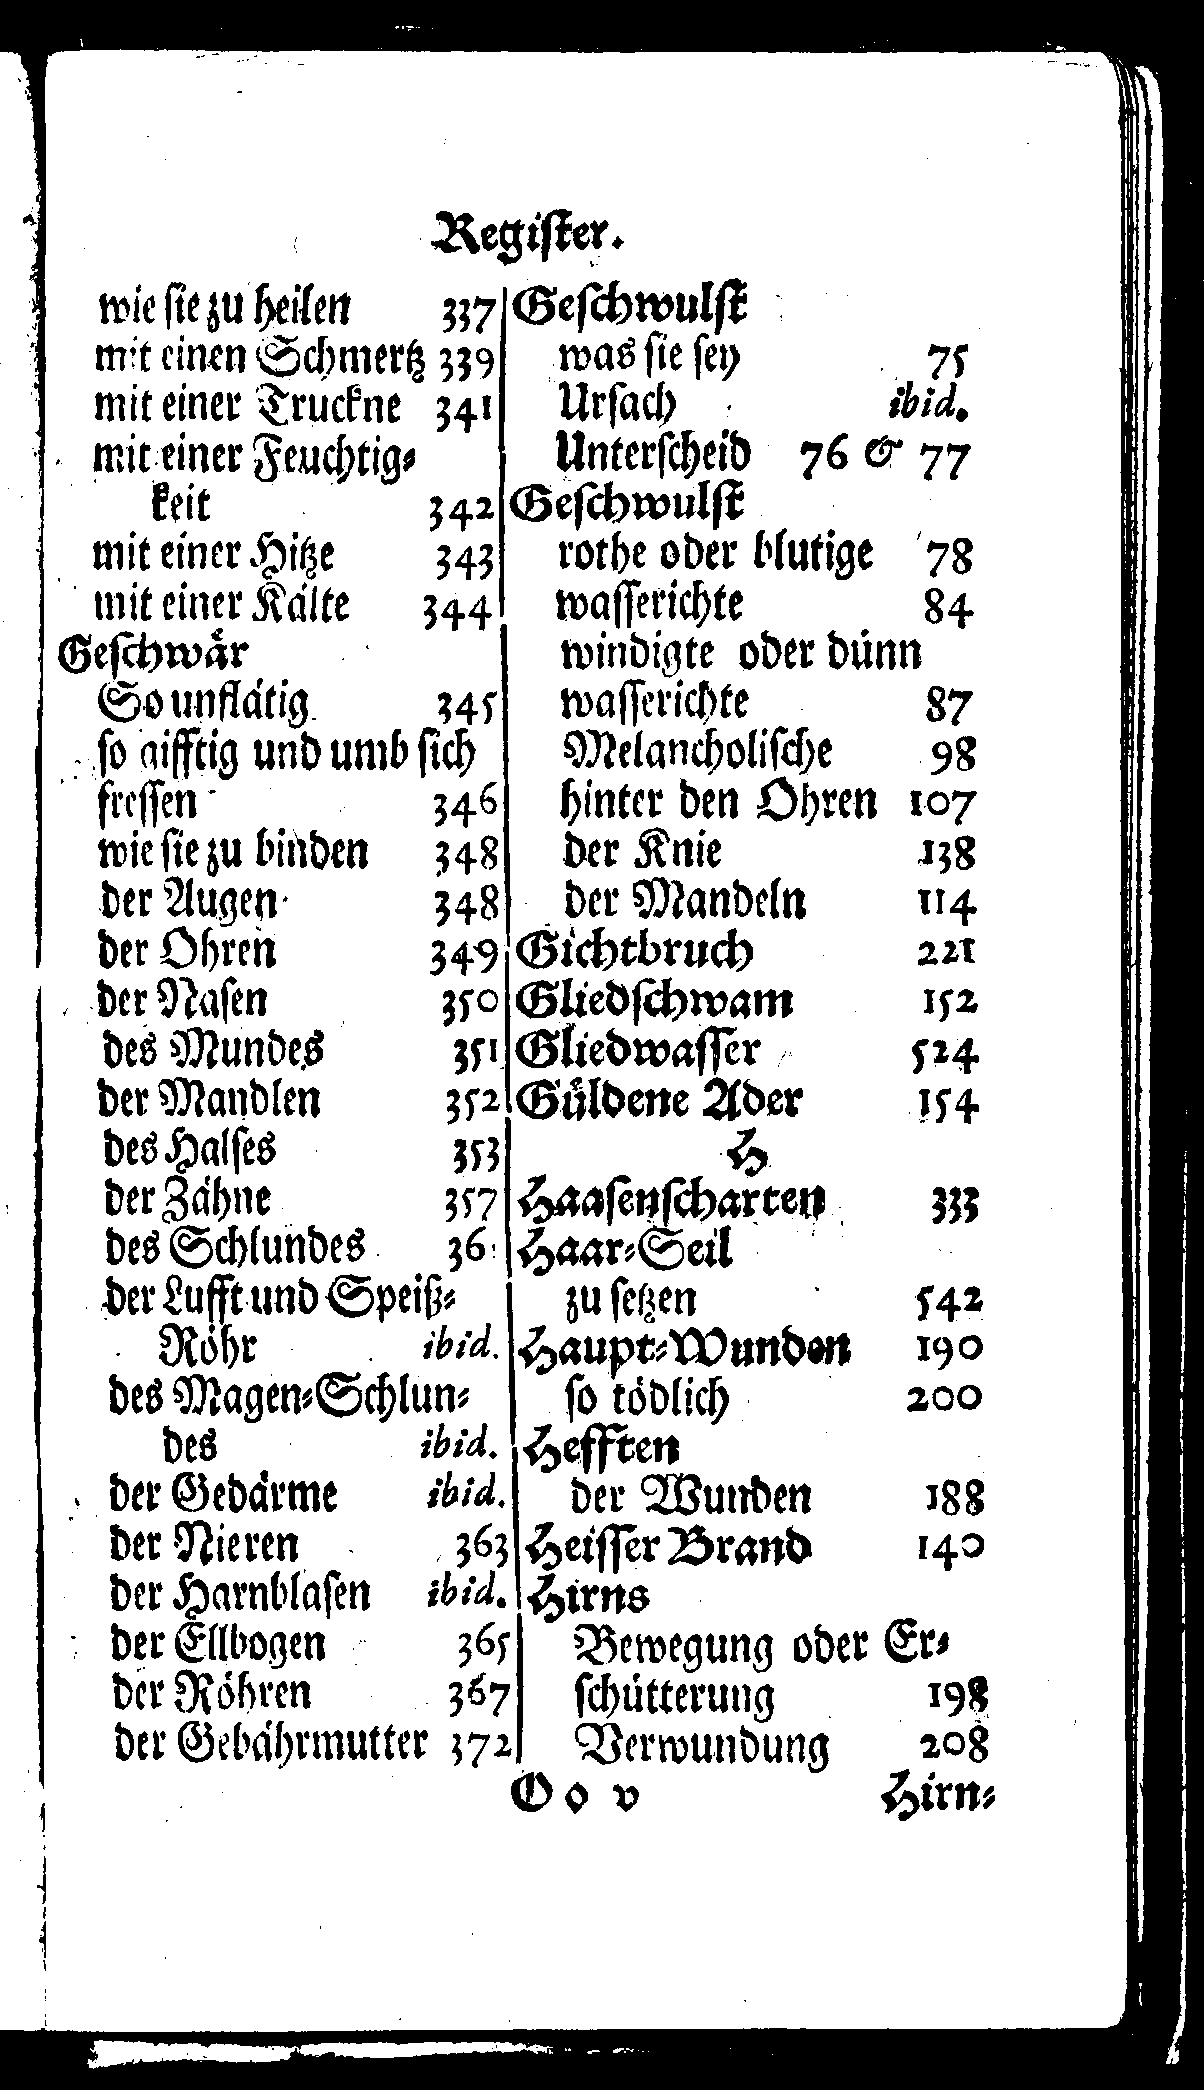 Register.
wie sie zu heilen 337
mit einen Schmertz 339
mit einer Truckne 341
mit einer Feuchtig⸗
keit 342
mit einer Hitze 343
mit einer Kälte 344
Geschwär
So unflätig 345
so gifftig und umb sich
fressen 346
wie sie zu binden 348
der Augen 348
der Ohren 349
der Nasen 350
des Mundes 351
der Mandlen 352
des Halses 353
der Zähne 357
des Schlundes
der Lufft und Speiß⸗
Röhr ibid.
des Magen⸗Schlun⸗
des ibid.
der Gedärme ibid.
der Nieren 363
der Harnblasen ibid.
der Ellbogen 365
der Röhren 367
der Gebährmutter 372
Geschwulst
was sie sey 75
Ursach ibid.
Unterscheid 76 & 77
Geschwulst
rothe oder blutige 78
wasserichte 84
windigte oder dünn
wasserichte 87
Melancholische 98
hinter den Ohren 107
der Knie 138
der Mandeln 114
Gichtbruch 221
Gliedschwam 152
Gliedwasser 524
Güldene Ader 154
H
Haasenscharten 333
Haar⸗Seil
zu setzen 542
Haupt⸗Wunden 190
so tödlich 200
Hefften
der Wunden 188
Heisser Brand 140
Hirns
Bewegung oder Er⸗
schütterung 198
Verwundung 208
O o v Hirn⸗